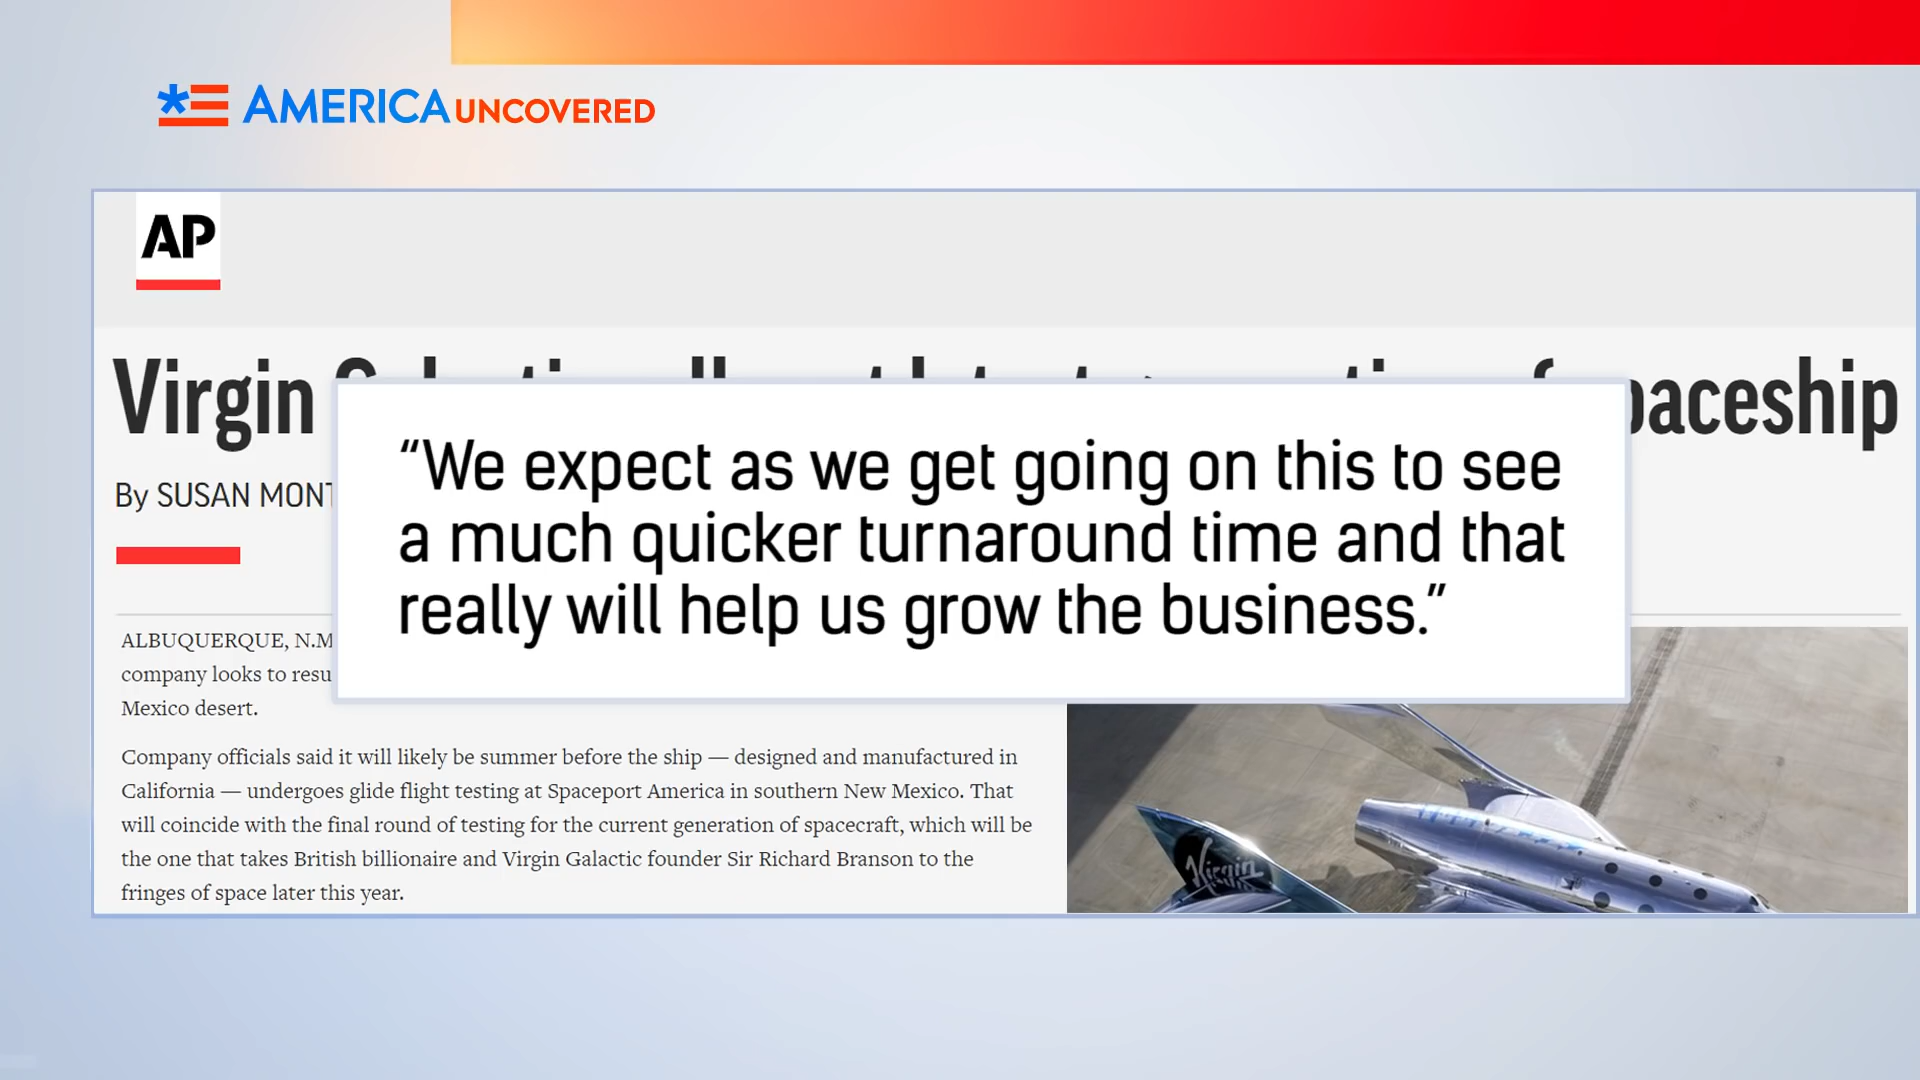 AMERICA UNCOVERED
AP
Virgin
spaceship
By SUSAN
“We expect as we get going on this to see
a much quicker turnaround time and that
really will help us grow the business.”
ALBUQUERQUE, N.M
company looks to
Mexico desert.
Company officials said it will likely be summer before the ship — designed and manufactured in
California — undergoes glide flight testing at Spaceport America in southern New Mexico. That
will coincide with the final round of testing for the current generation of spacecraft, which will be
the one that takes British billionaire and Virgin Galactic founder Sir Richard Branson to the
fringes of space later this year.
Virgin